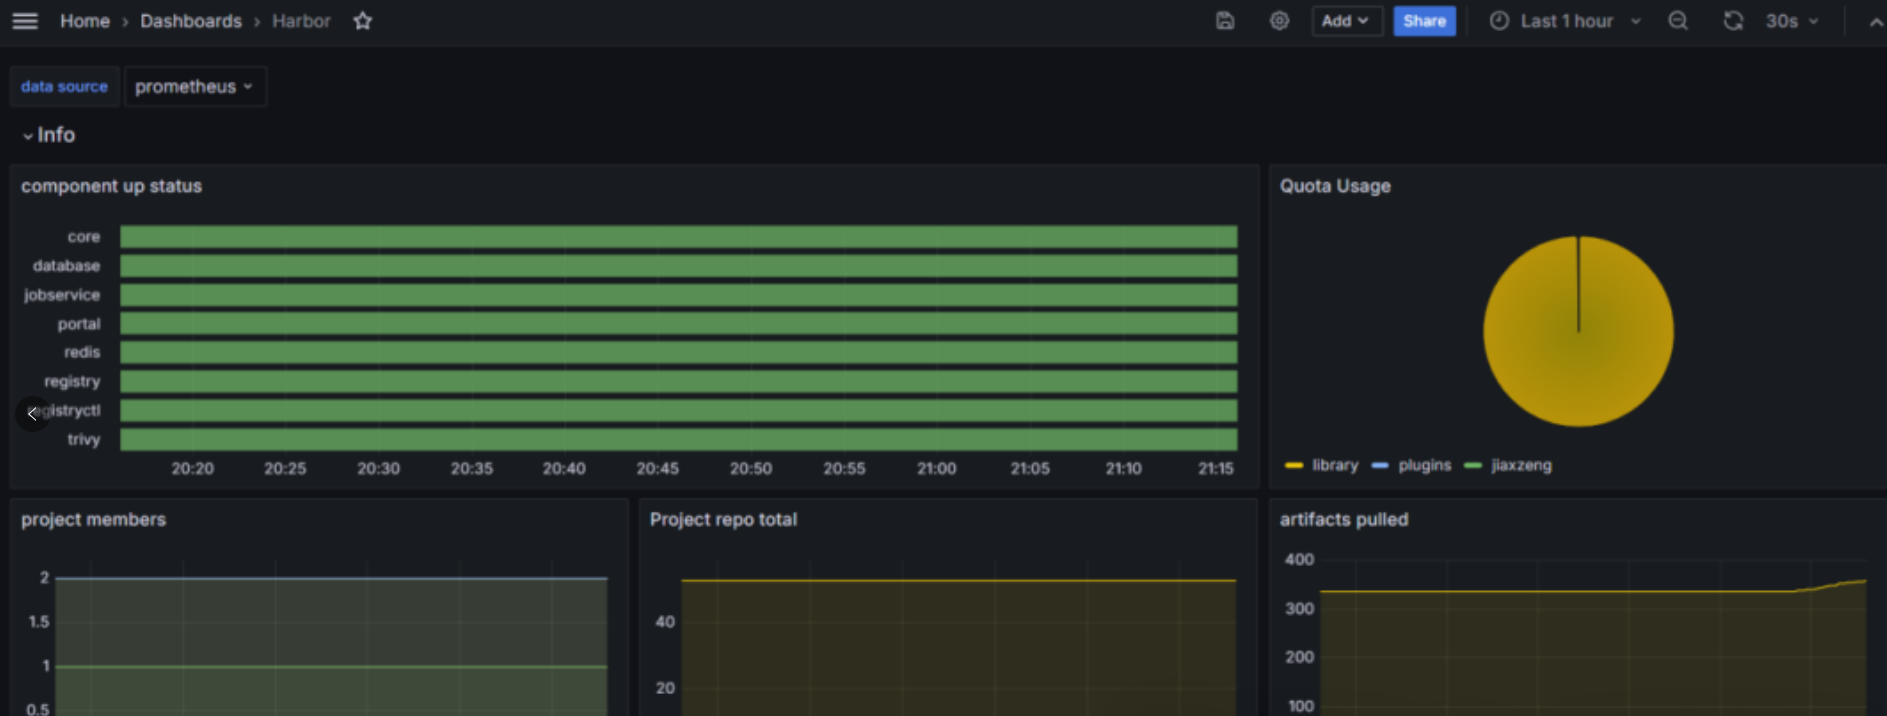 Home › Dashboards › Harbor
Add
Share
Last 1 hour
30s
data source
prometheus
Info
component up status
core
database
jobservice
portal
redis
registry
trivy
20:20 20:25 20:30 20:35 20:40 20:45 20:50 20:55 21:00 21:05 21:10 21:15
Quota Usage
library plugins jiaxzeng
project members
2
1.5
1
0.5
Project repo total
40
20
artifacts pulled
400
300
200
100